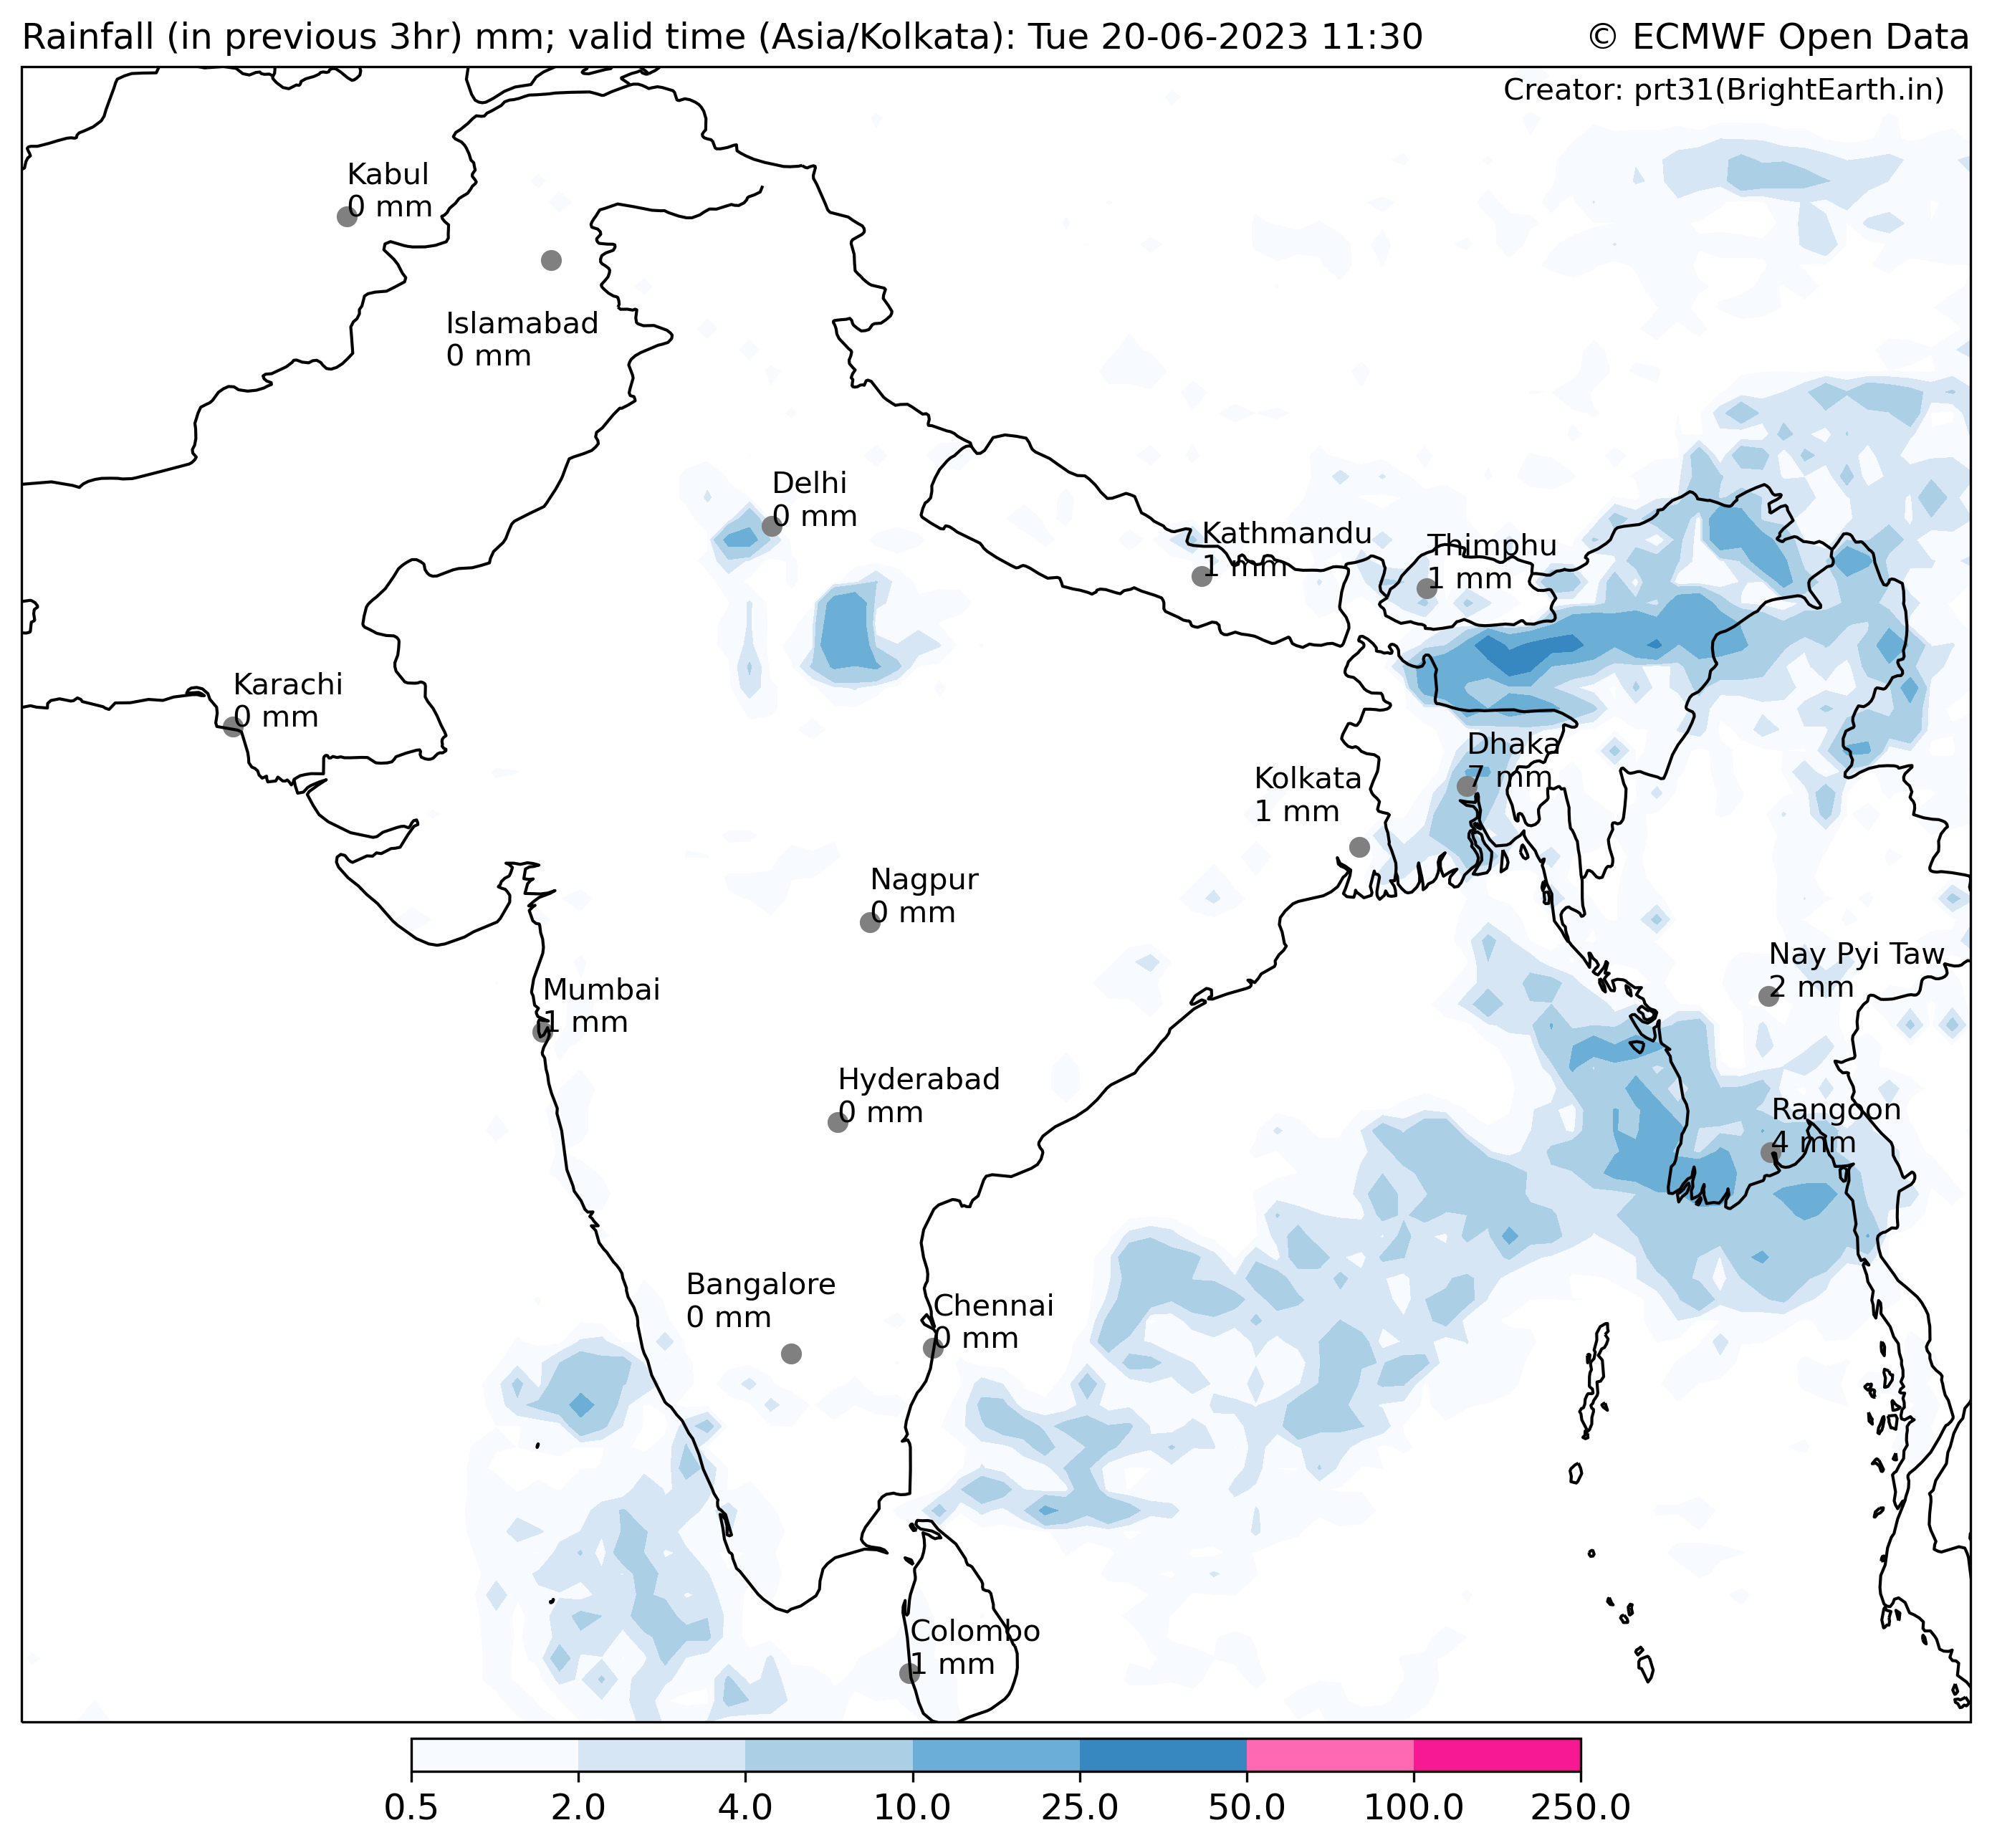 Rainfall (in previous 3hr) mm; valid time (Asia/Kolkata): Tue 20-06-2023 11:30
© ECMWF Open Data
Creator: prt31(BrightEarth.in)
Kabul
0 mm
Islamabad
0 mm
Delhi
0 mm
Kathmandu
1 mm
Thimphu
1 mm
Karachi
0 mm
Dhaka
7 mm
Kolkata
1 mm
Nagpur
0 mm
Nay Pyi Taw
2 mm
Mumbai
1 mm
Hyderabad
0 mm
Rangoon
4 mm
Bangalore
0 mm
Chennai
0 mm
Colombo
1 mm
0.5 2.0 4.0 10.0 25.0 50.0 100.0 250.0